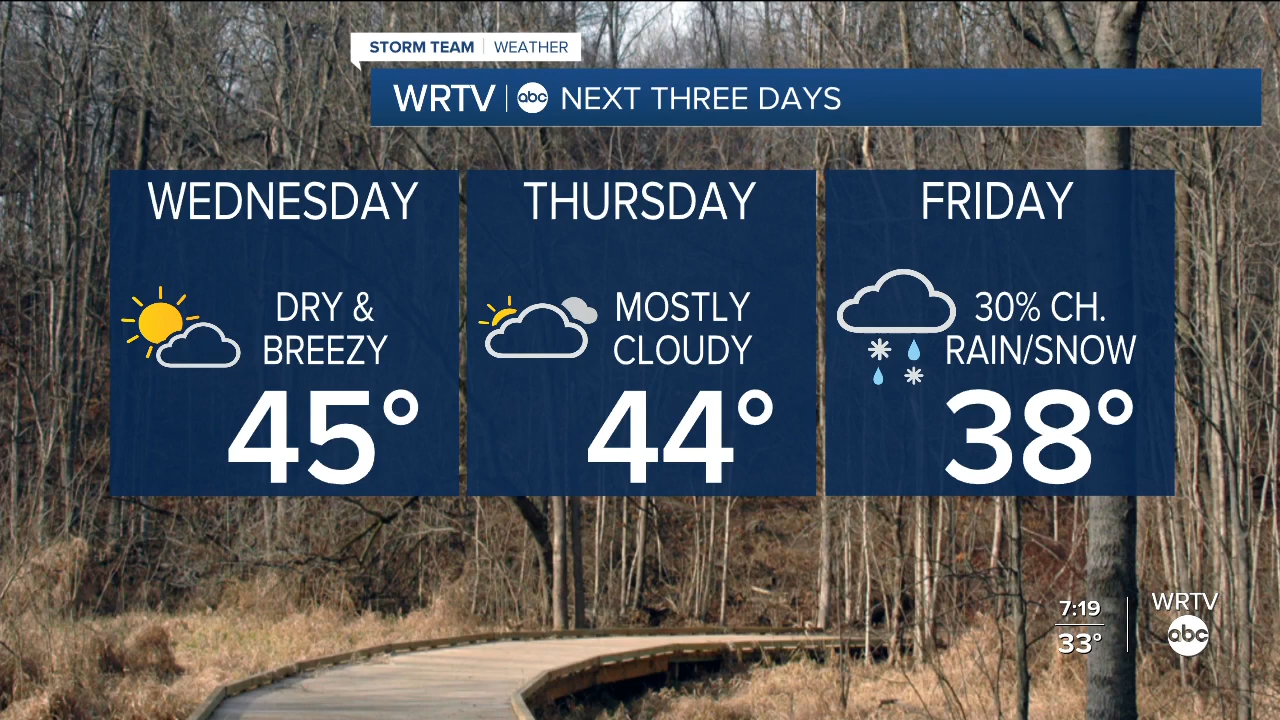 STORM TEAM | WEATHER
WRTV | abc NEXT THREE DAYS
WEDNESDAY
DRY &
BREEZY
45°
THURSDAY
MOSTLY
CLOUDY
44°
FRIDAY
30% CH.
RAIN/SNOW
38°
7:19
33°
WRTV
abc